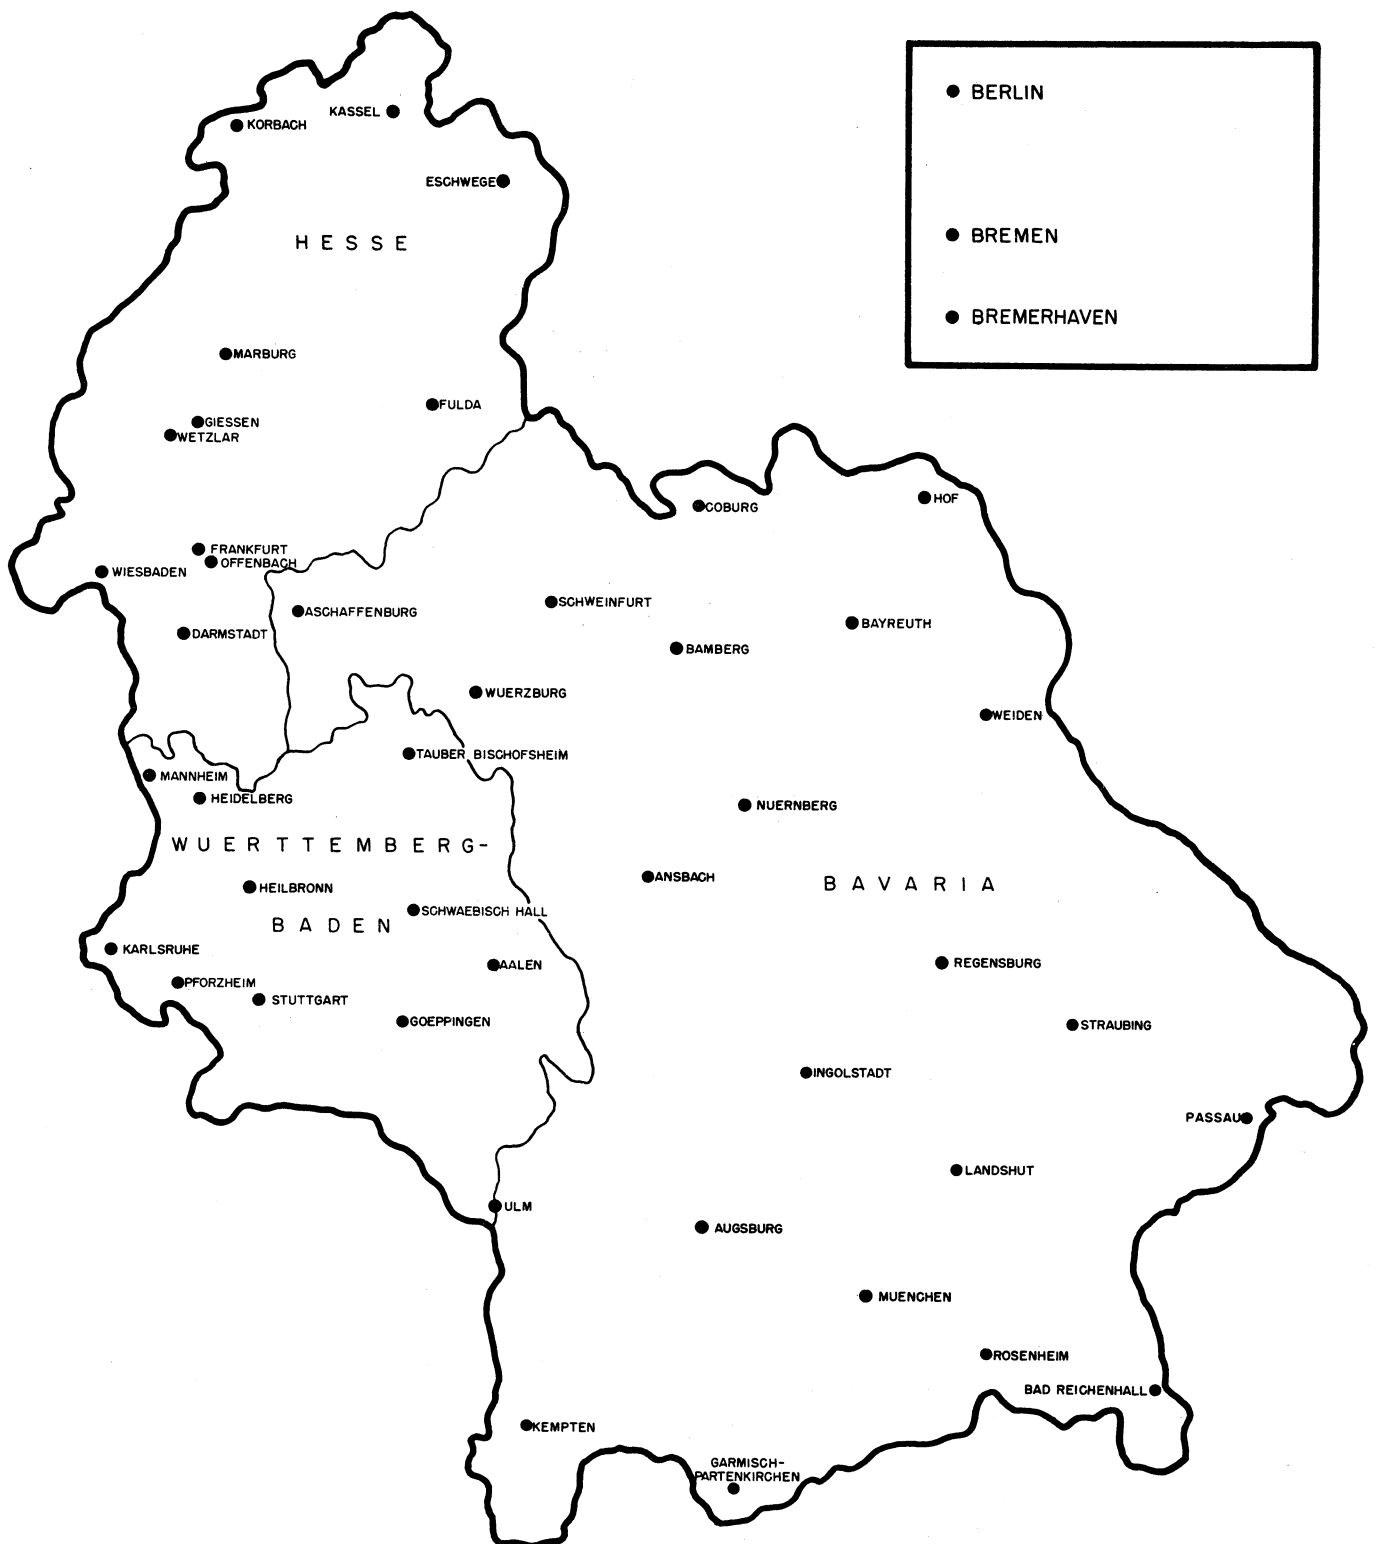 BERLIN
KASSEL
KORBACH
ESCHWEGE
BREMEN
HESSE
BREMERHAVEN
MARBURG
FULDA
GIESSEN
WETZLAR
HOF
COBURG
FRANKFURT
OFFENBACH
WIESBADEN
SCHWEINFURT
ASCHAFFENBURG
BAYREUTH
DARMSTADT
BAMBERG
WUERZBURG
WEIDEN
TAUBER BISCHOFSHEIM
MANNHEIM
HEIDELBERG
NUERNBERG
WUERTTEMBERG-
BADEN
ANSBACH
BAVARIA
HEILBRONN
SCHWAEBISCH HALL
KARLSRUHE
AALEN
REGENSBURG
PFORZHEIM
STUTTGART
GOEPPINGEN
STRAUBING
INGOLSTADT
PASSAU
LANDSHUT
ULM
AUGSBURG
MUENCHEN
ROSENHEIM
BAD REICHENHALL
KEMPTEN
GARMISCH-
PARTENKIRCHEN